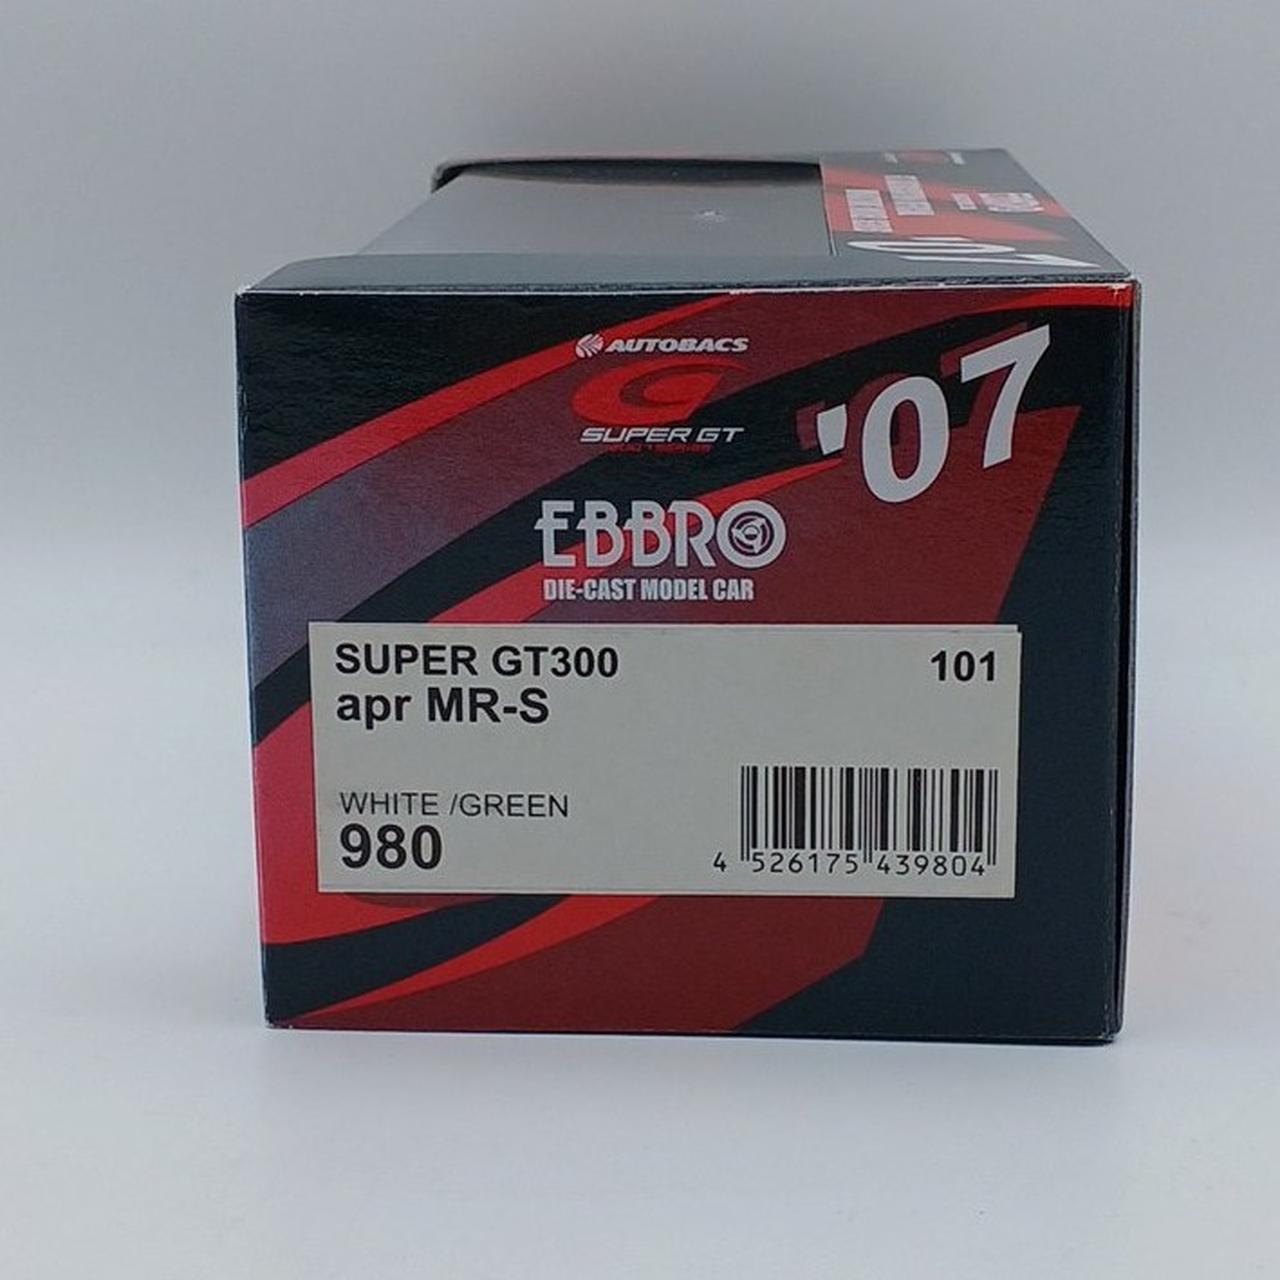 '07
AUTOBACS
SUPER GT
'07
EBBRO
DIE-CAST MODEL CAR
SUPER GT300
101
apr MR-S
WHITE /GREEN
980
4 526175 439804